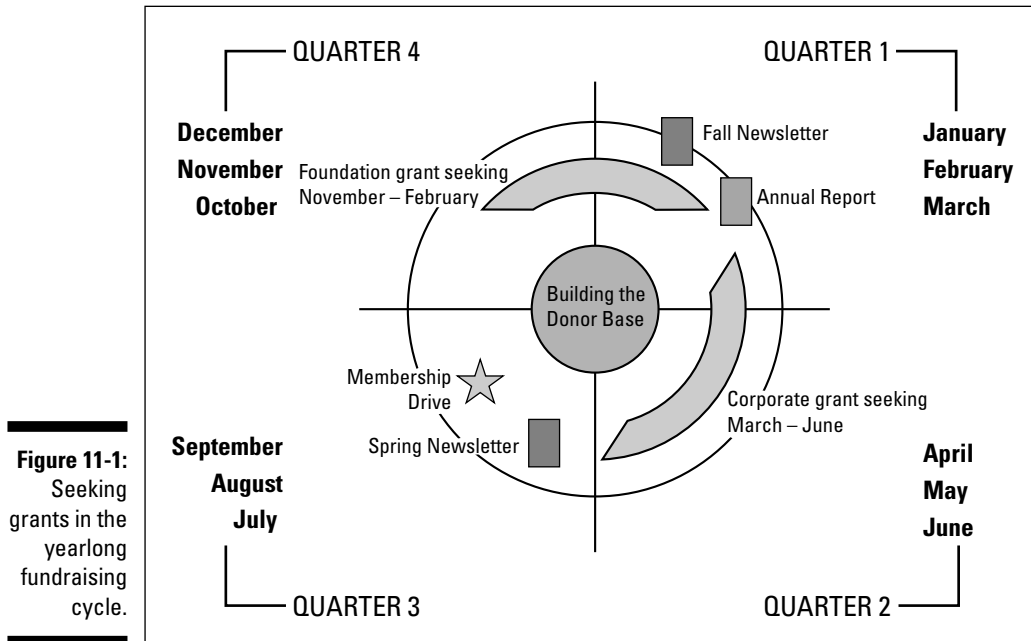 QUARTER 4
QUARTER 1
December
November
October
Foundation grant seeking
November – February
Fall Newsletter
Annual Report
January
February
March
Building the
Donor Base
Membership
Drive
Spring Newsletter
Corporate grant seeking
March – June
September
August
July
April
May
June
QUARTER 3
QUARTER 2
Figure 11-1:
Seeking
grants in the
yearlong
fundraising
cycle.